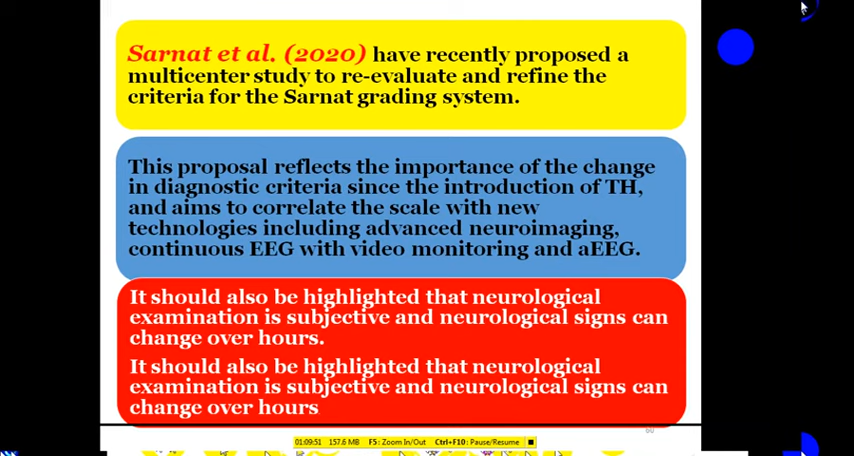 Sarnat et al. (2020) have recently proposed a
multicenter study to re-evaluate and refine the
criteria for the Sarnat grading system.
This proposal reflects the importance of the change
in diagnostic criteria since the introduction of TH,
and aims to correlate the scale with new
technologies including advanced neuroimaging,
continuous EEG with video monitoring and aEEG.
It should also be highlighted that neurological
examination is subjective and neurological signs can
change over hours.
It should also be highlighted that neurological
examination is subjective and neurological signs can
change over hours
60
01:09:51 157.6 MB F5: Zoom In/Out Ctrl+F10: Pause/Resume